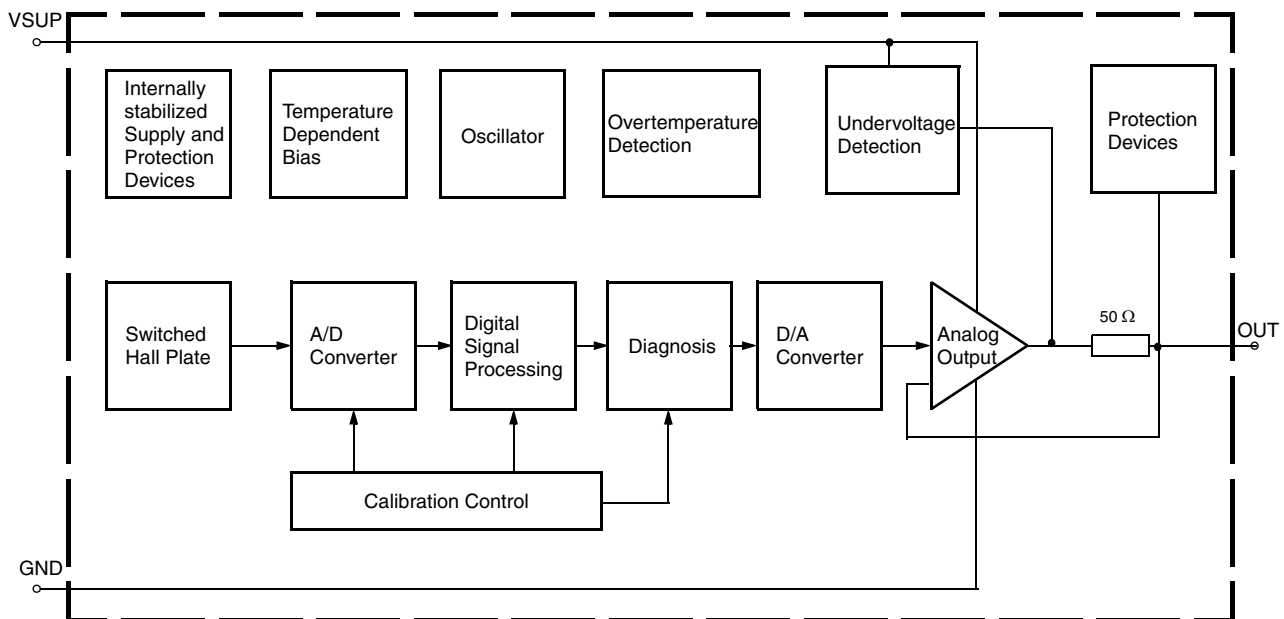 VSUP
Internally
stabilized
Supply and
Protection
Devices
Temperature
Dependent
Bias
Oscillator
Overtemperature
Detection
Undervoltage
Detection
Protection
Devices
Switched
Hall Plate
A/D
Converter
Digital
Signal
Processing
Diagnosis
D/A
Converter
Analog
Output
50 Ω
OUT
Calibration Control
GND